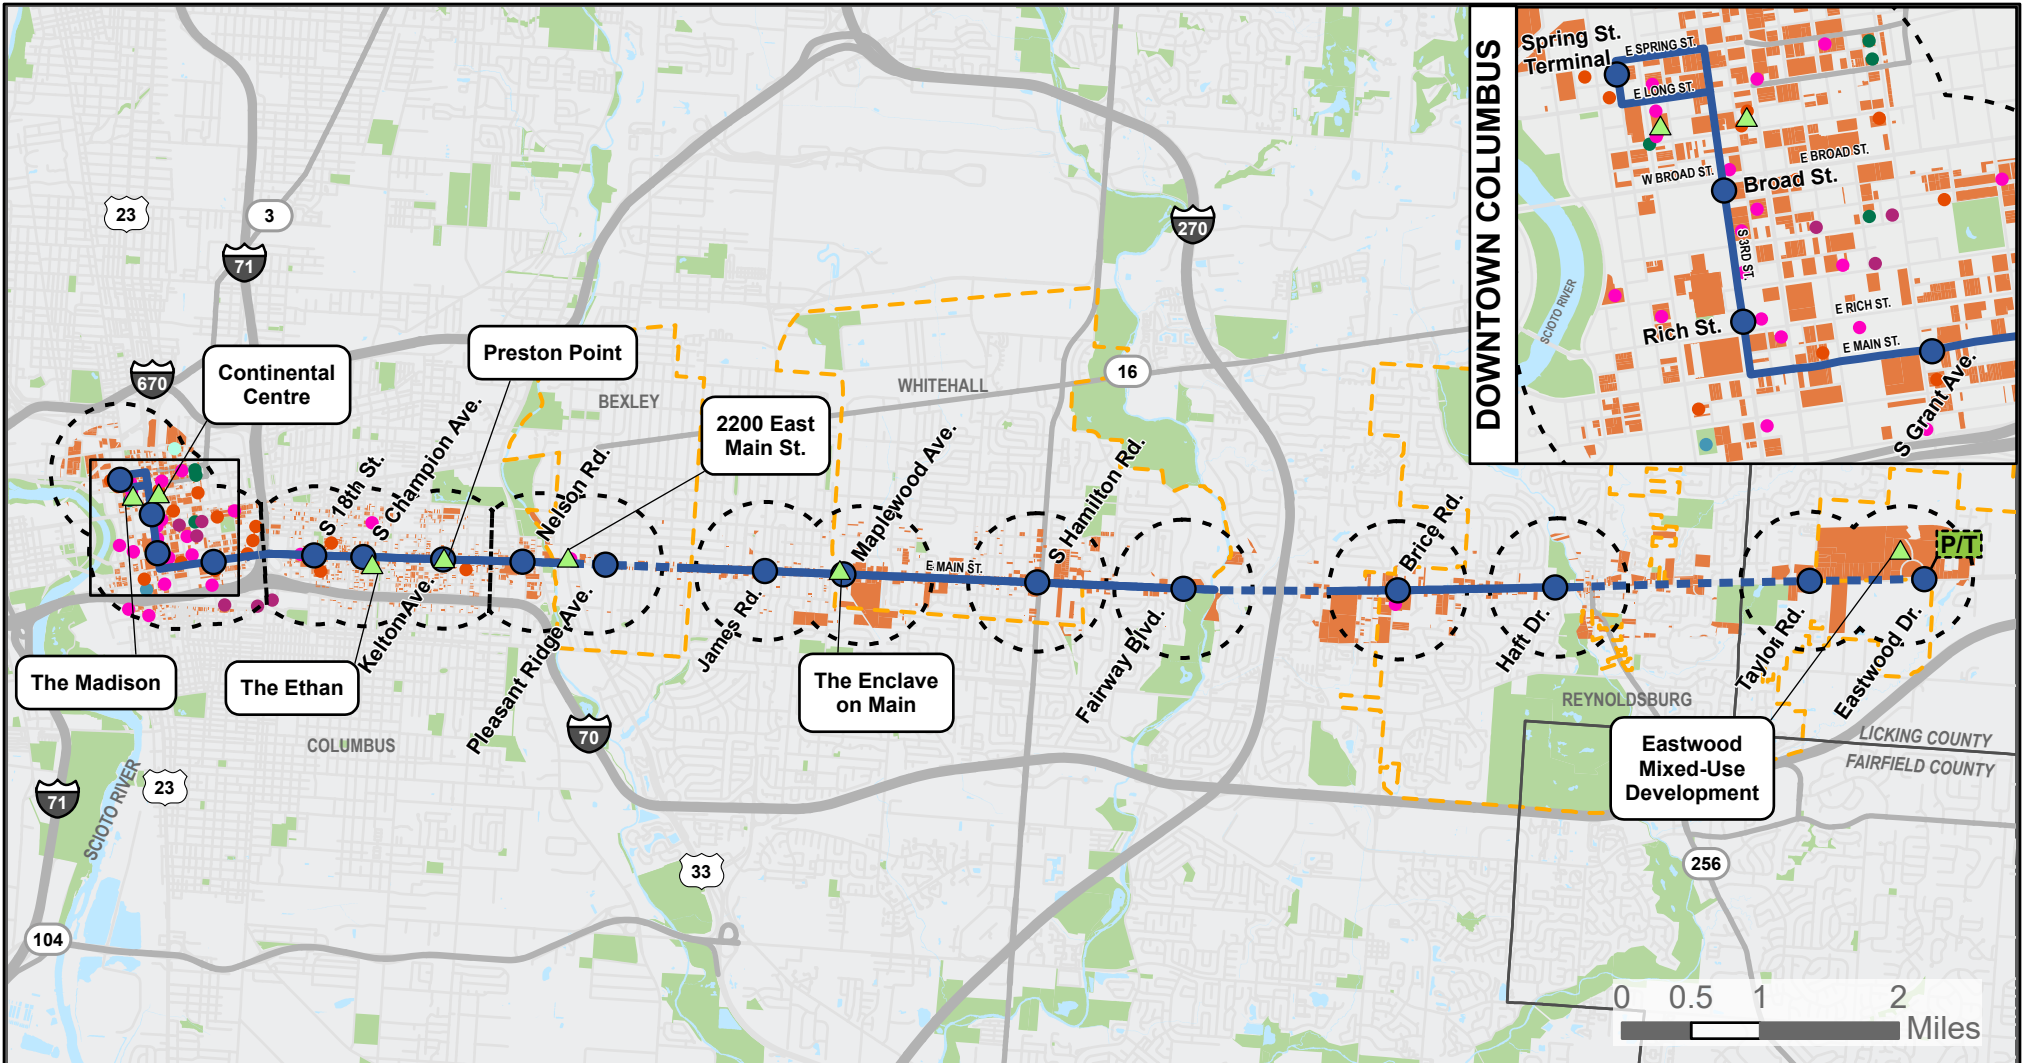 DOWNTOWN COLUMBUS
Spring St.
Terminal
E SPRING ST.
E LONG ST.
W BROAD ST.
E BROAD ST.
Broad St.
S 3RD ST.
SCIOTO RIVER
Rich St.
E RICH ST.
E MAIN ST.
S Grant Ave.
23
3
71
670
270
16
Continental
Centre
Preston Point
BEXLEY
WHITEHALL
2200 East
Main St.
S 18th St.
S Champion Ave.
Nelson Rd.
Maplewood Ave.
S Hamilton Rd.
Brice Rd.
P/T
E MAIN ST.
Kelton Ave.
Pleasant Ridge Ave.
James Rd.
Fairway Blvd.
Haft Dr.
Taylor Rd.
Eastwood Dr.
The Madison
The Ethan
The Enclave
on Main
COLUMBUS
REYNOLDSBURG
Eastwood
Mixed-Use
Development
LICKING COUNTY
FAIRFIELD COUNTY
70
71
23
SCIOTO RIVER
33
256
104
0 0.5 1 2
Miles